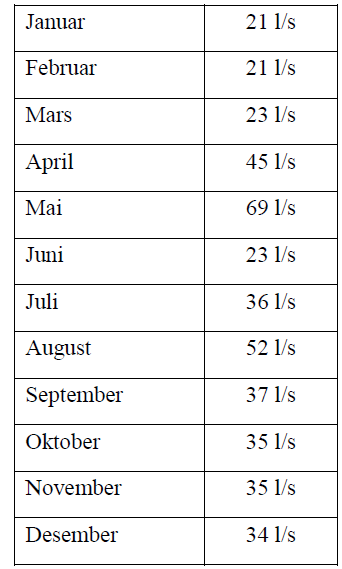 Januar 21 l/s
Februar 21 l/s
Mars 23 l/s
April 45 l/s
Mai 69 l/s
Juni 23 l/s
Juli 36 l/s
August 52 l/s
September 37 l/s
Oktober 35 l/s
November 35 l/s
Desember 34 l/s